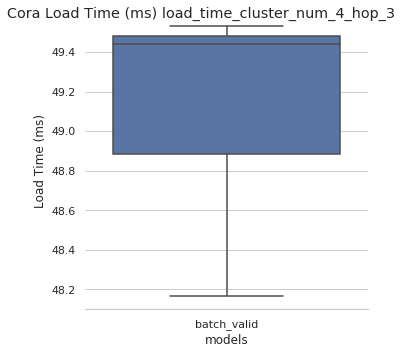 Cora Load Time (ms) load_time_cluster_num_4_hop_3
49.4
49.2
49.0
48.8
48.6
48.4
48.2
Load Time (ms)
batch_valid
models